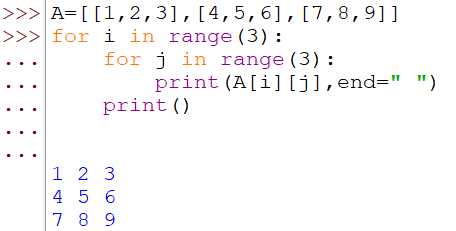 >>> A=[[1,2,3],[4,5,6],[7,8,9]]
>>> for i in range(3):
...     for j in range(3):
...         print(A[i][j],end=" ")
...     print()
...
...
1 2 3
4 5 6
7 8 9